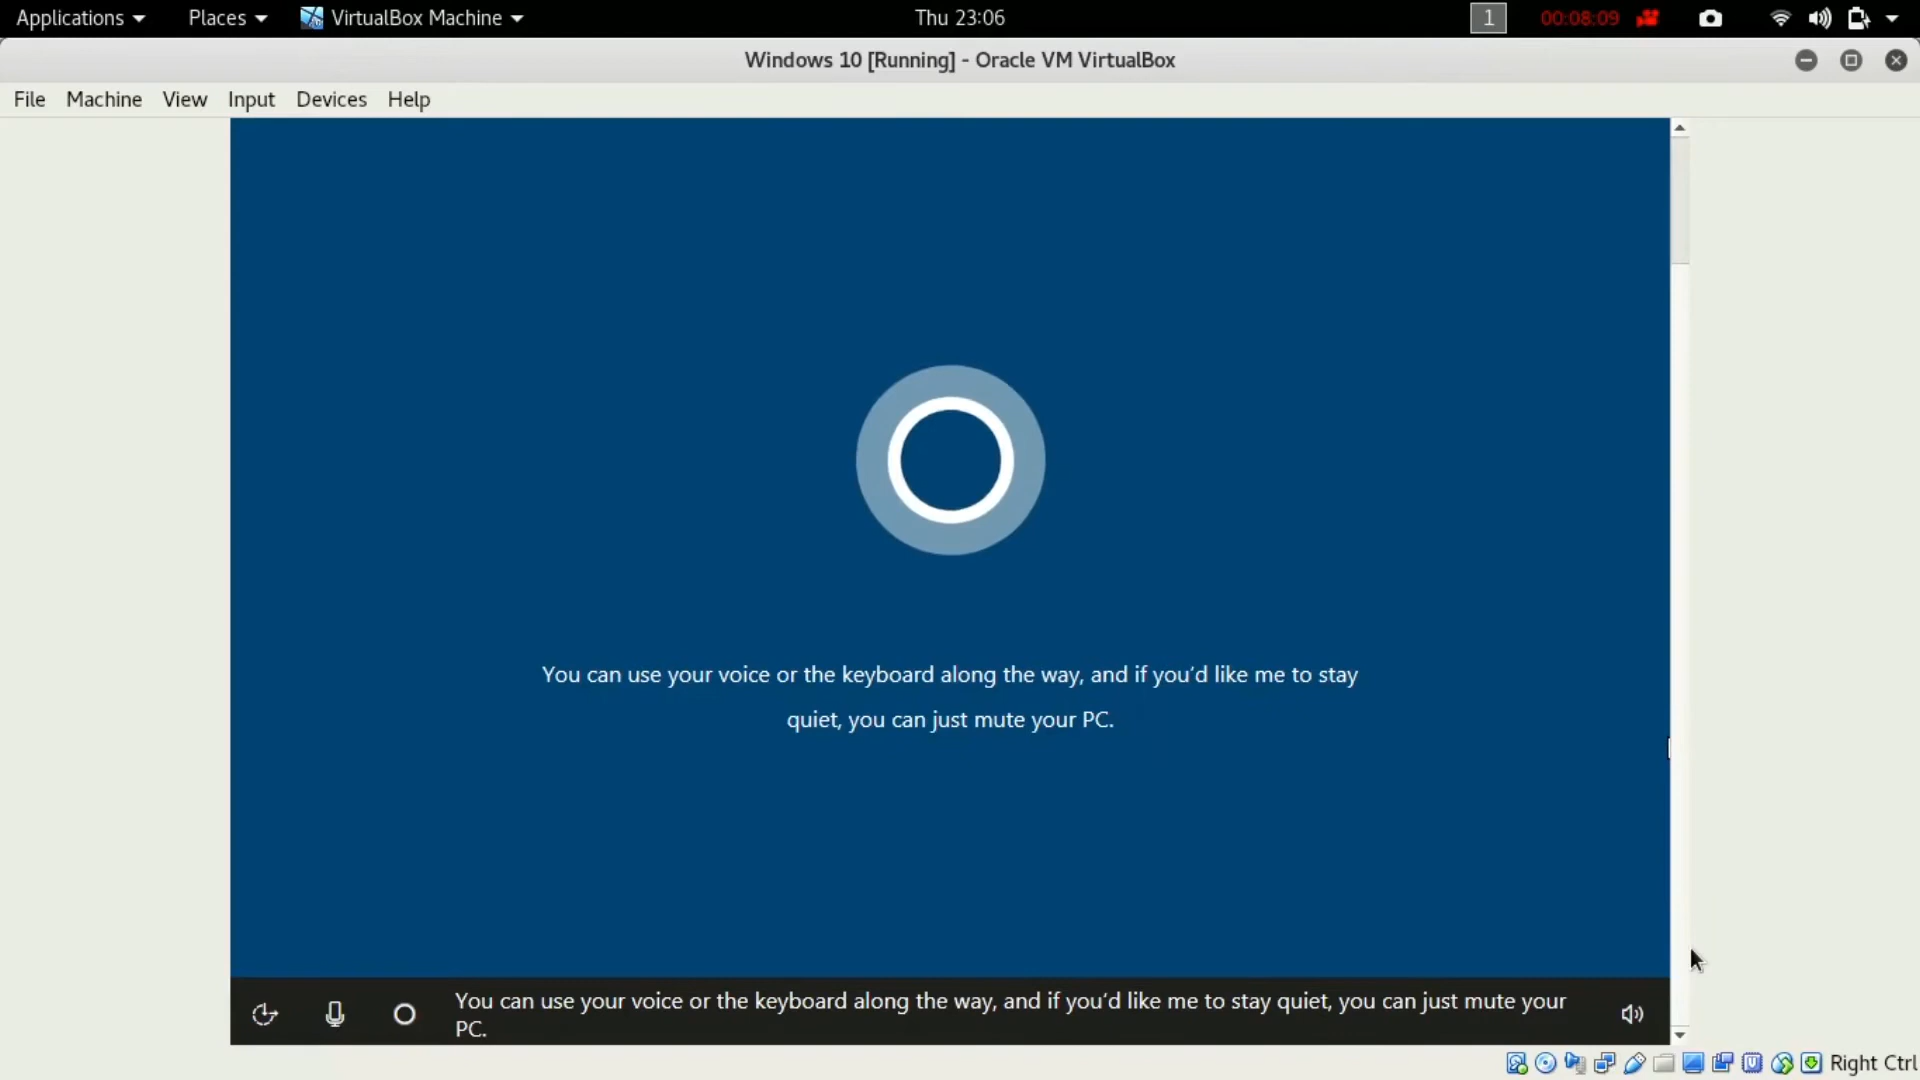 Applications Places VirtualBox Machine Thu 23:06 1 00:08:09
Windows 10 [Running] - Oracle VM VirtualBox
File Machine View Input Devices Help
You can use your voice or the keyboard along the way, and if you'd like me to stay
quiet, you can just mute your PC.
You can use your voice or the keyboard along the way, and if you'd like me to stay quiet, you can just mute your
PC.
Right Ctrl